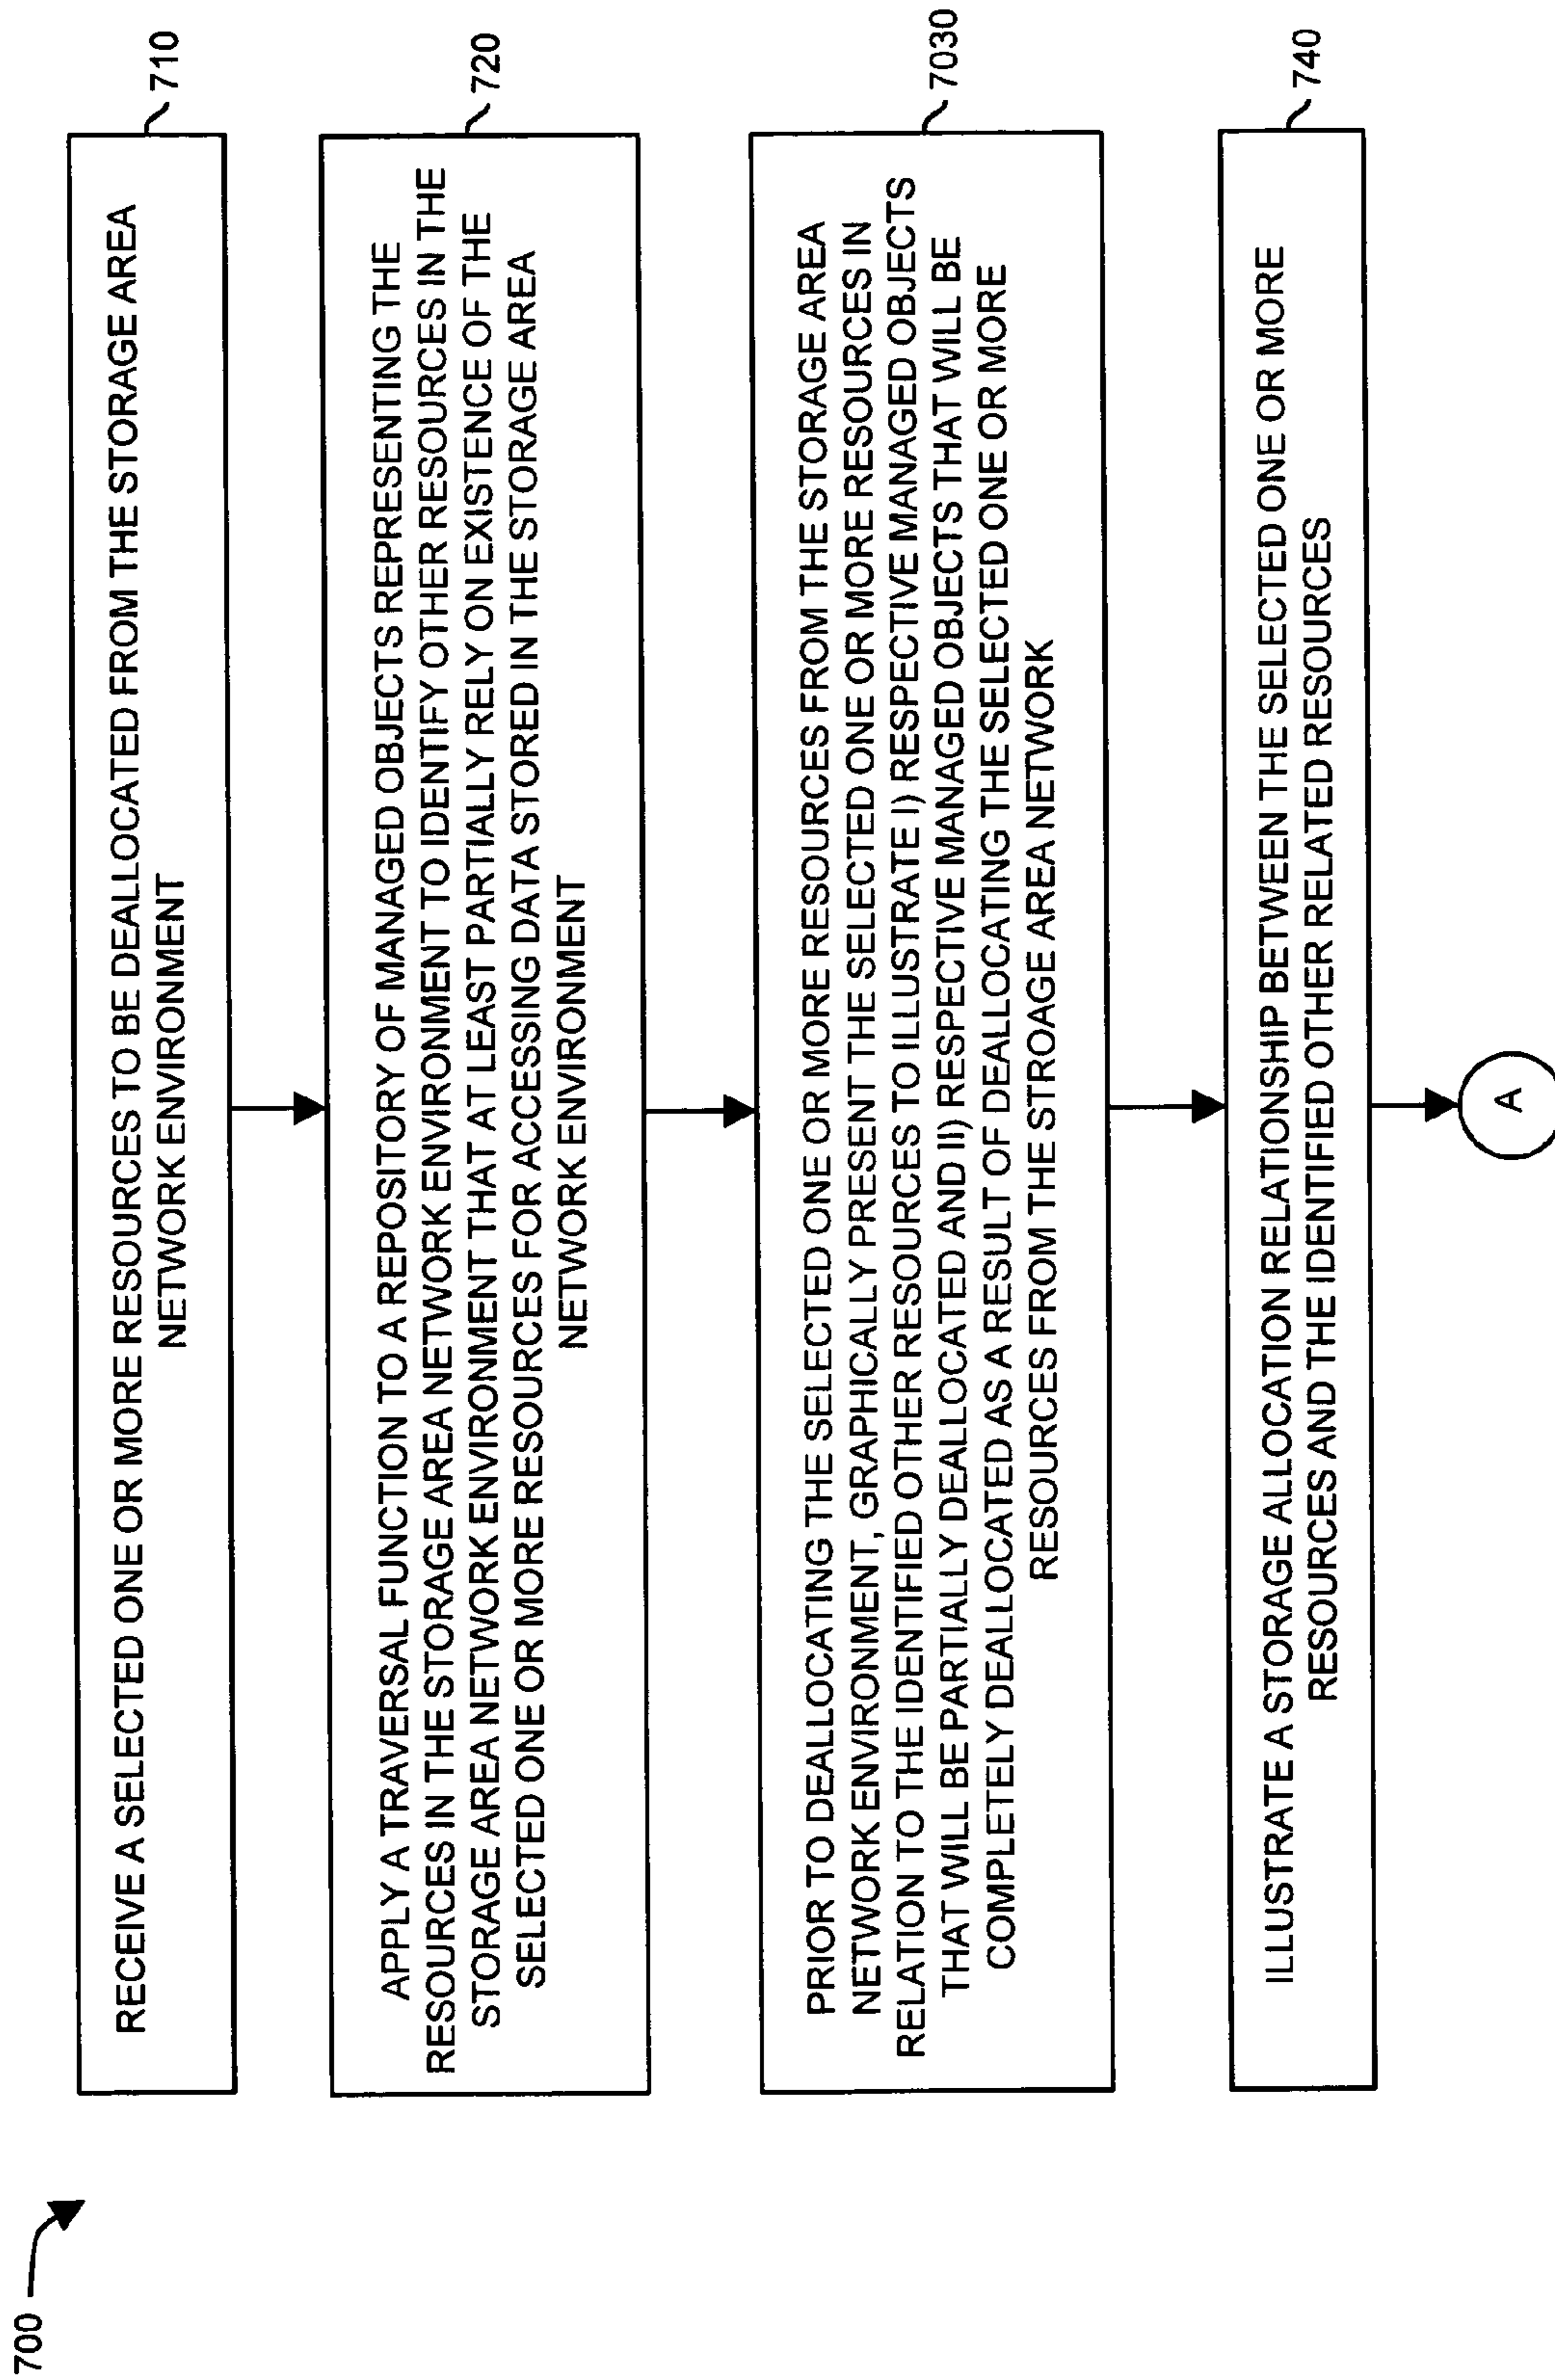 700
RECEIVE A SELECTED ONE OR MORE RESOURCES TO BE DEALLOCATED FROM THE STORAGE AREA
NETWORK ENVIRONMENT
710
APPLY A TRAVERSAL FUNCTION TO A REPOSITORY OF MANAGED OBJECTS REPRESENTING THE
RESOURCES IN THE STORAGE AREA NETWORK ENVIRONMENT TO IDENTIFY OTHER RESOURCES IN THE
STORAGE AREA NETWORK ENVIRONMENT THAT AT LEAST PARTIALLY RELY ON EXISTENCE OF THE
SELECTED ONE OR MORE RESOURCES FOR ACCESSING DATA STORED IN THE STORAGE AREA
NETWORK ENVIRONMENT
720
PRIOR TO DEALLOCATING THE SELECTED ONE OR MORE RESOURCES FROM THE STORAGE AREA
NETWORK ENVIRONMENT, GRAPHICALLY PRESENT THE SELECTED ONE OR MORE RESOURCES IN
RELATION TO THE IDENTIFIED OTHER RESOURCES TO ILLUSTRATE I) RESPECTIVE MANAGED OBJECTS
THAT WILL BE PARTIALLY DEALLOCATED AND II) RESPECTIVE MANAGED OBJECTS THAT WILL BE
COMPLETELY DEALLOCATED AS A RESULT OF DEALLOCATING THE SELECTED ONE OR MORE
RESOURCES FROM THE STROAGE AREA NETWORK
7030
ILLUSTRATE A STORAGE ALLOCATION RELATIONSHIP BETWEEN THE SELECTED ONE OR MORE
RESOURCES AND THE IDENTIFIED OTHER RELATED RESOURCES
740
A